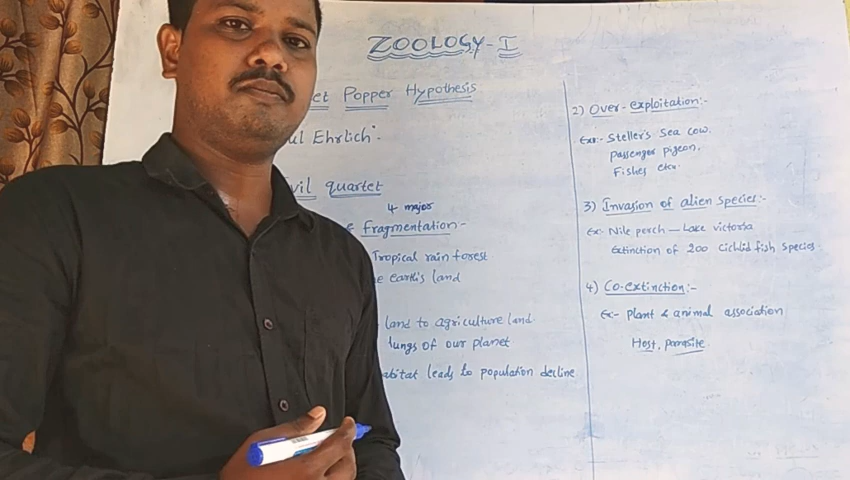 ZOOLOGY - I
et Popper Hypothesis
ul Ehrlich -
vil quartet
4 major
& fragmentation -
Tropical rain forest
e earth's land
land to agriculture land
lungs of our planet
abitat leads to population decline
2) Over - exploitation :-
Ex:- Steller's Sea cow.
Passenger pigeon.
Fishes etc.
3) Invasion of alien species :-
Ex:- Nile perch — Lake victoria
extinction of 200 cichlid fish species
4) Co-extinction :-
Ex:- plant & animal association
Host, parasite